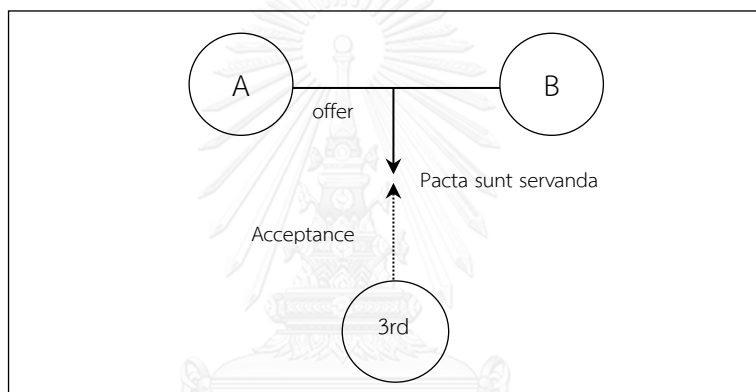 A
B
offer
Pacta sunt servanda
Acceptance
3rd